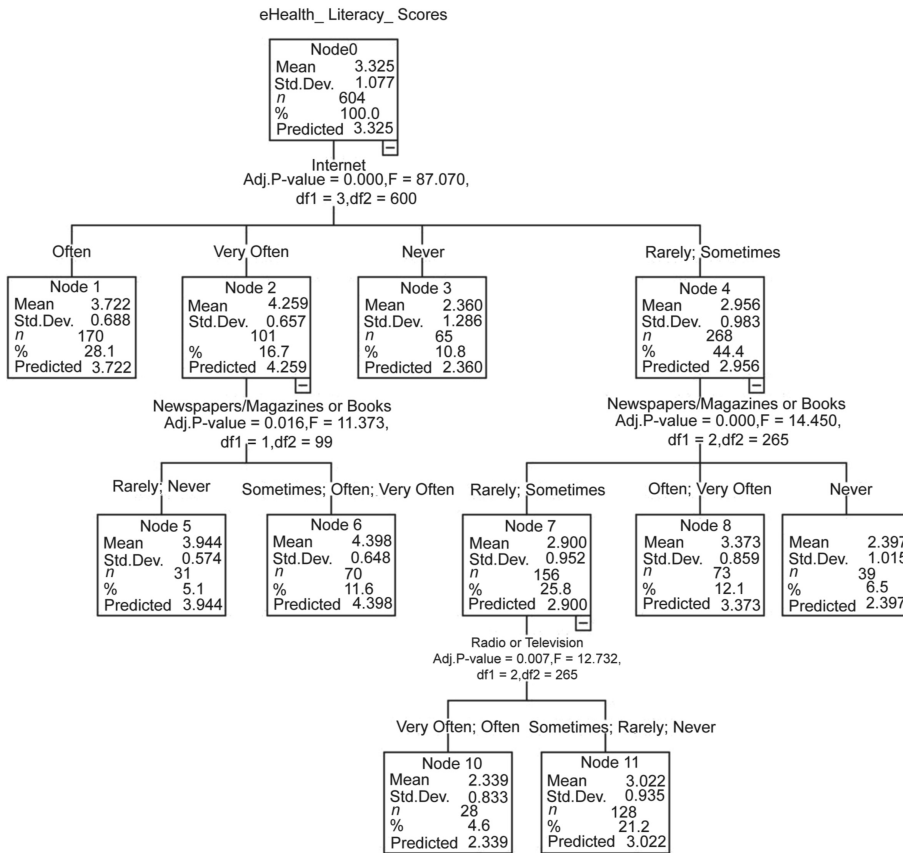 eHealth_ Literacy_ Scores
Node0
Mean 3.325
Std.Dev. 1.077
n 604
% 100.0
Predicted 3.325
Internet
Adj.P-value = 0.000,F = 87.070,
df1 = 3,df2 = 600
Often
Very Often
Never
Rarely; Sometimes
Node 1
Mean 3.722
Std.Dev. 0.688
n 170
% 28.1
Predicted 3.722
Node 2
Mean 4.259
Std.Dev. 0.657
n 101
% 16.7
Predicted 4.259
Node 3
Mean 2.360
Std.Dev. 1.286
n 65
% 10.8
Predicted 2.360
Node 4
Mean 2.956
Std.Dev. 0.983
n 268
% 44.4
Predicted 2.956
Newspapers/Magazines or Books
Adj.P-value = 0.016,F = 11.373,
df1 = 1,df2 = 99
Newspapers/Magazines or Books
Adj.P-value = 0.000,F = 14.450,
df1 = 2,df2 = 265
Rarely; Never
Sometimes; Often; Very Often
Rarely; Sometimes
Often; Very Often
Never
Node 5
Mean 3.944
Std.Dev. 0.574
n 31
% 5.1
Predicted 3.944
Node 6
Mean 4.398
Std.Dev. 0.648
n 70
% 11.6
Predicted 4.398
Node 7
Mean 2.900
Std.Dev. 0.952
n 156
% 25.8
Predicted 2.900
Node 8
Mean 3.373
Std.Dev. 0.859
n 73
% 12.1
Predicted 3.373
Mean 2.397
Std.Dev. 1.015
n 39
% 6.5
Predicted 2.397
Radio or Television
Adj.P-value = 0.007,F = 12.732,
df1 = 2,df2 = 265
Very Often; Often
Sometimes; Rarely; Never
Node 10
Mean 2.339
Std.Dev. 0.833
n 28
% 4.6
Predicted 2.339
Node 11
Mean 3.022
Std.Dev. 0.935
n 128
% 21.2
Predicted 3.022